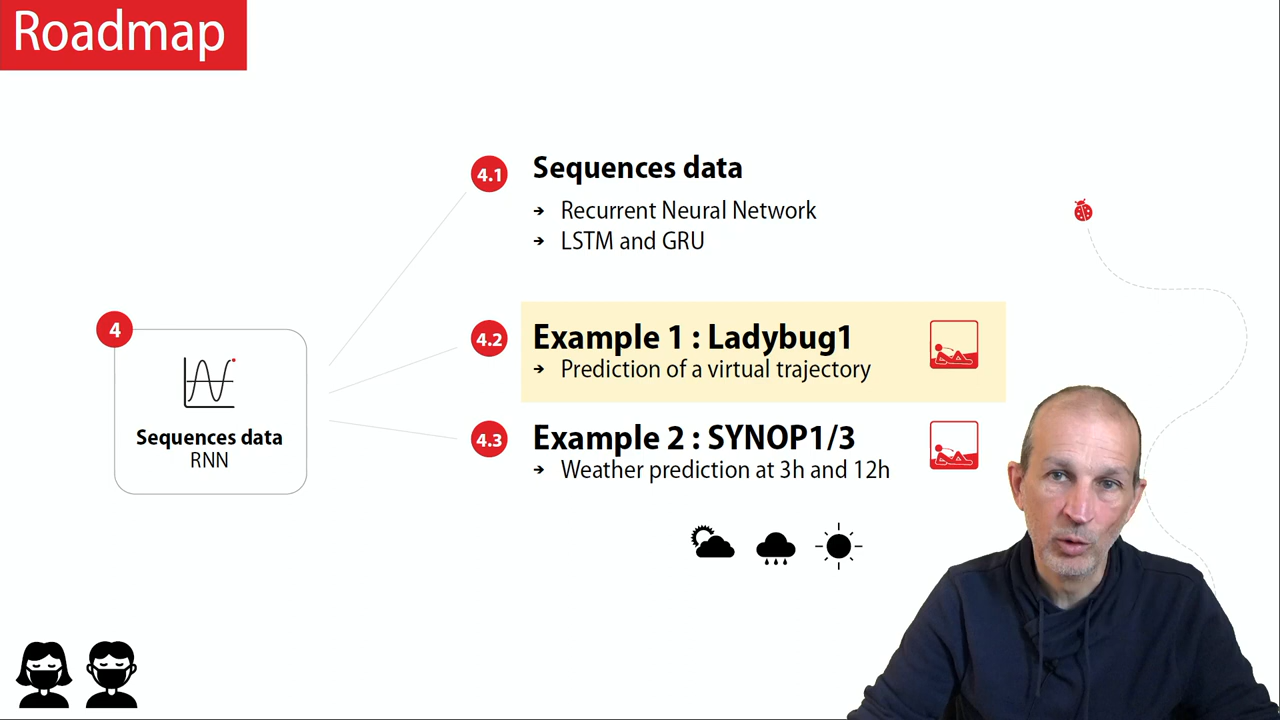 Roadmap
4.1 Sequences data
➔ Recurrent Neural Network
➔ LSTM and GRU
4
Sequences data
RNN
4.2 Example 1 : Ladybug1
➔ Prediction of a virtual trajectory
4.3 Example 2 : SYNOP1/3
➔ Weather prediction at 3h and 12h